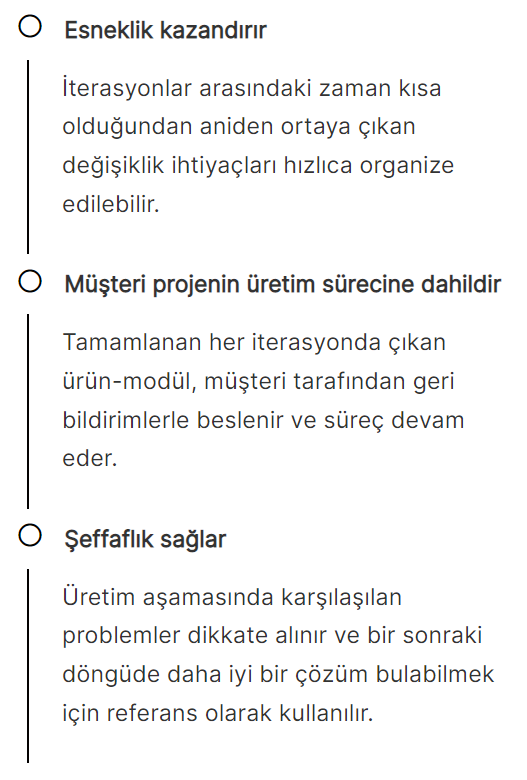 Esneklik kazandırır
İterasyonlar arasındaki zaman kısa
olduğundan aniden ortaya çıkan
değişiklik ihtiyaçları hızlıca organize
edilebilir.
Müşteri projenin üretim sürecine dahildir
Tamamlanan her iterasyonda çıkan
ürün-modül, müşteri tarafından geri
bildirimlerle beslenir ve süreç devam
eder.
Şeffaflık sağlar
Üretim aşamasında karşılaşılan
problemler dikkate alınır ve bir sonraki
döngüde daha iyi bir çözüm bulabilmek
için referans olarak kullanılır.